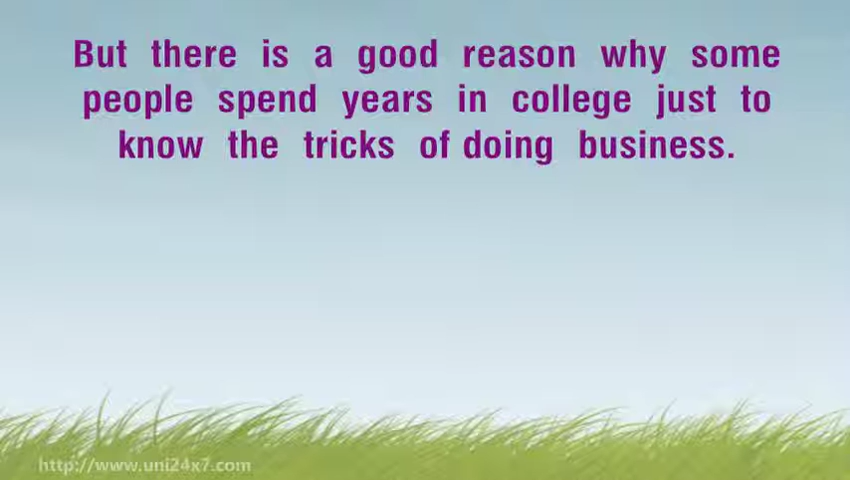 But there is a good reason why some
people spend years in college just to
know the tricks of doing business.
http://www.uni24x7.com